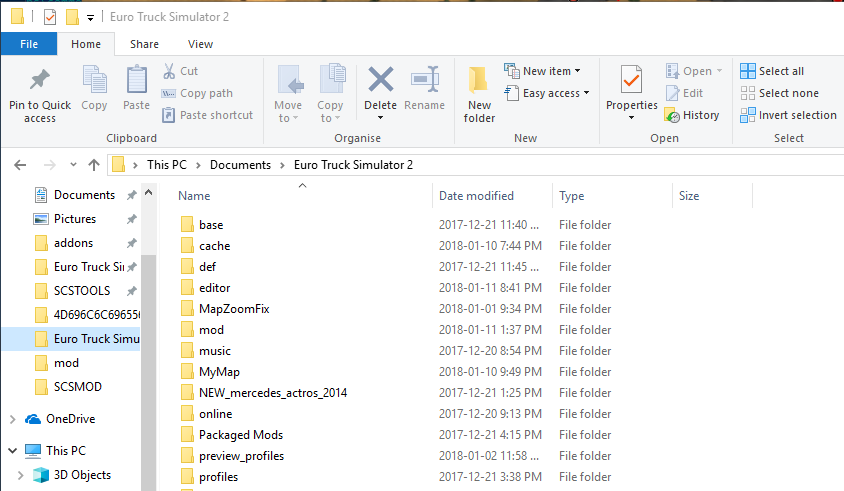 Euro Truck Simulator 2
File Home Share View
Pin to Quick access
Copy
Paste
Cut
Copy path
Paste shortcut
Clipboard
Move to
Copy to
Delete
Rename
Organise
New folder
New item
Easy access
New
Properties
Open
Edit
History
Open
Select all
Select none
Invert selection
Select
This PC > Documents > Euro Truck Simulator 2
Documents
Pictures
addons
Euro Truck Si
SCSTOOLS
Euro Truck Simu
mod
SCSMOD
OneDrive
This PC
3D Objects
Name Date modified Type Size
base 2017-12-21 11:40 ... File folder
cache 2018-01-10 7:44 PM File folder
def 2017-12-21 11:45 ... File folder
editor 2018-01-11 8:41 PM File folder
MapZoomFix 2018-01-01 9:34 PM File folder
mod 2018-01-11 1:37 PM File folder
music 2017-12-20 8:54 PM File folder
MyMap 2018-01-10 9:49 PM File folder
NEW_mercedes_actros_2014 2017-12-21 1:25 PM File folder
online 2017-12-20 9:13 PM File folder
Packaged Mods 2017-12-21 4:15 PM File folder
preview_profiles 2018-01-02 11:58 ... File folder
profiles 2017-12-21 3:38 PM File folder